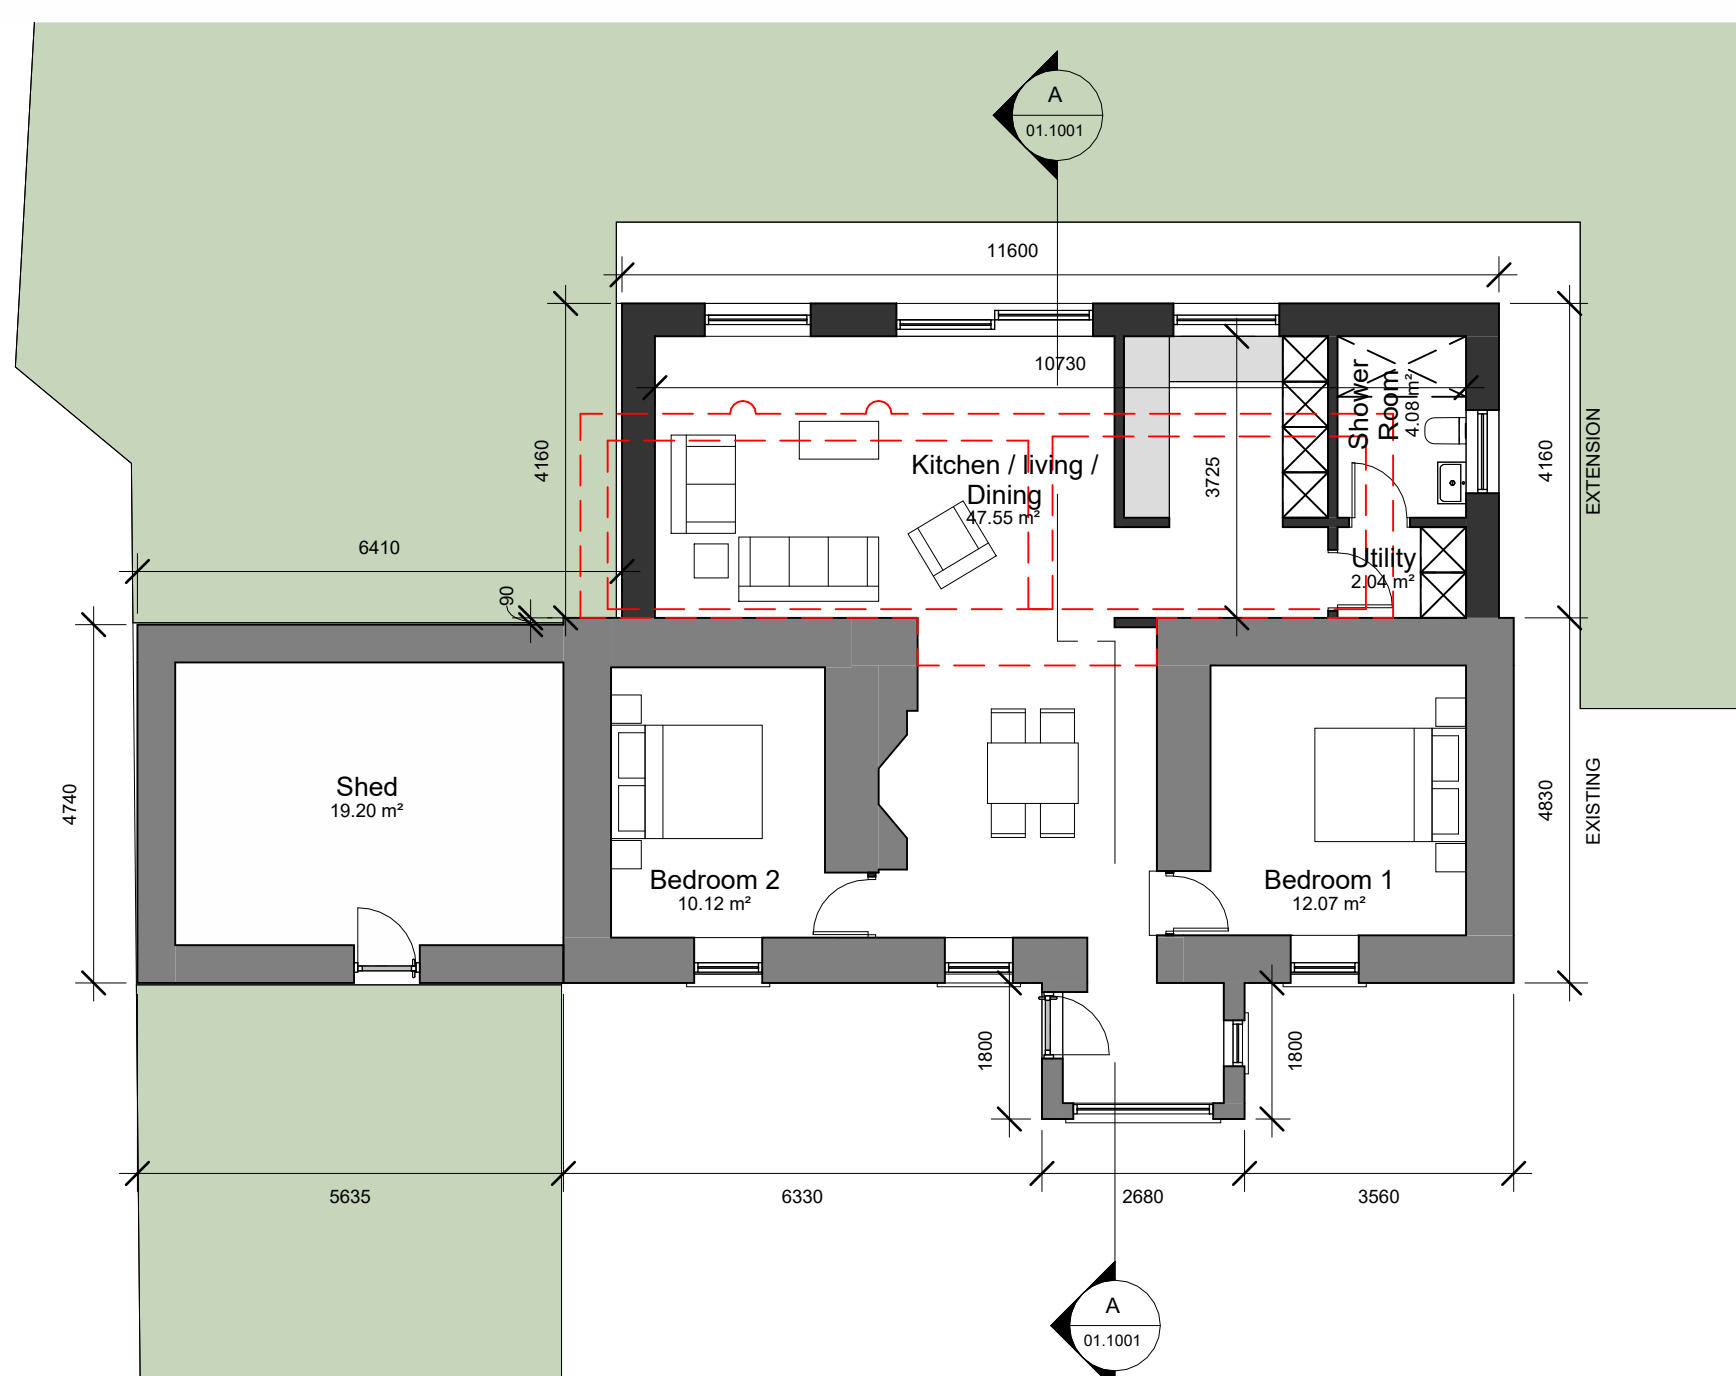 A
01.1001
11600
10730
Shower
Room
4.08 m²
4160
Kitchen / living /
Dining
47.55 m²
3725
4160
EXTENSION
6410
Utility
2.04 m²
90
4740
Shed
19.20 m²
4830
EXISTING
Bedroom 2
10.12 m²
Bedroom 1
12.07 m²
1800
1800
5635
6330
2680
3560
A
01.1001